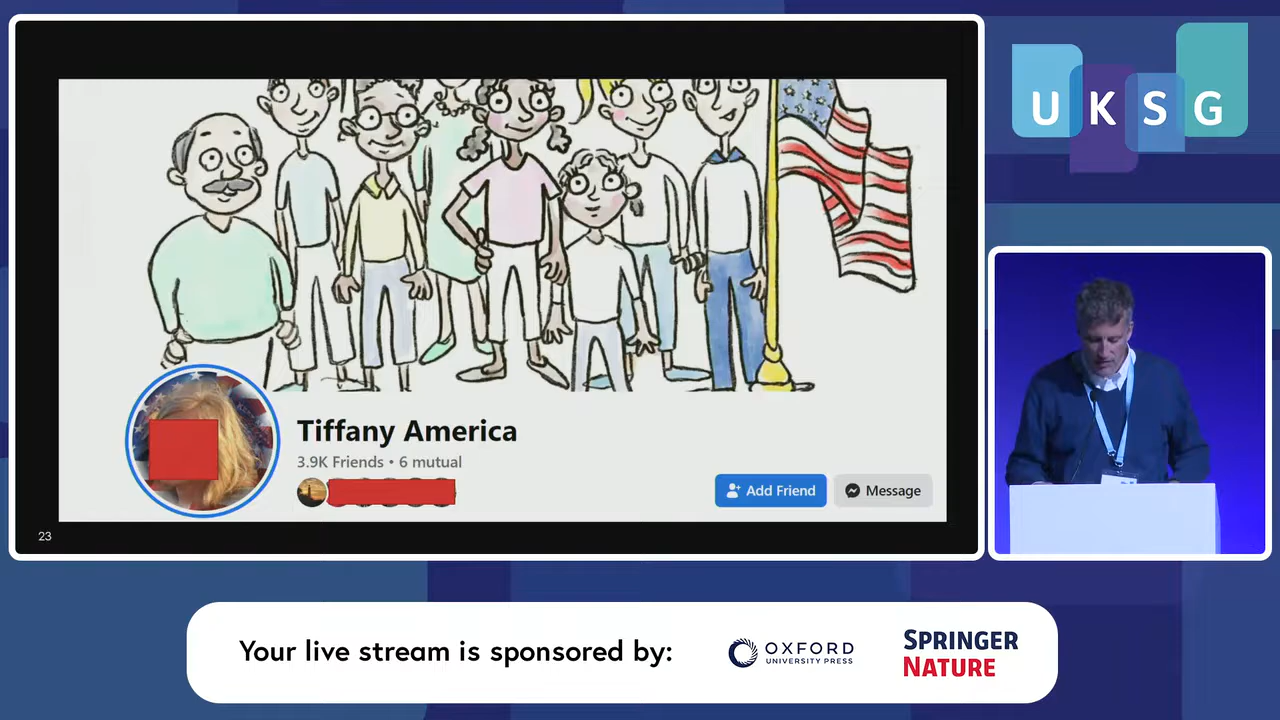 UKSG
Tiffany America
3.9K Friends • 6 mutual
Add Friend
Message
23
Your live stream is sponsored by:
OXFORD
UNIVERSITY PRESS
SPRINGER
NATURE